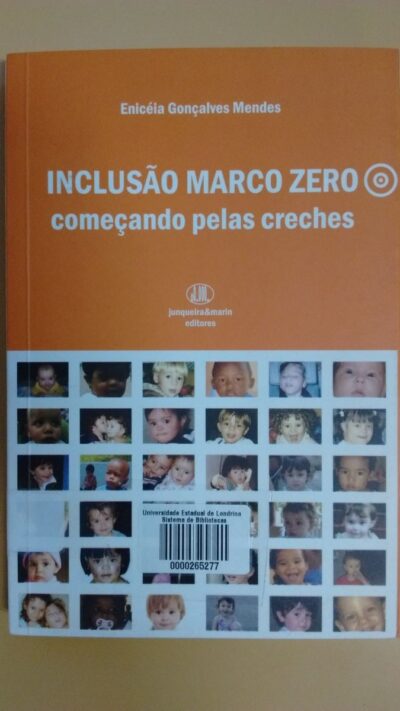 Enicéia Gonçalves Mendes
INCLUSÃO MARCO ZERO
começando pelas creches
J.M.
junqueira&marin
editores
Universidade Estadual de Londrina
Sistema de Bibliotecas
0000265277